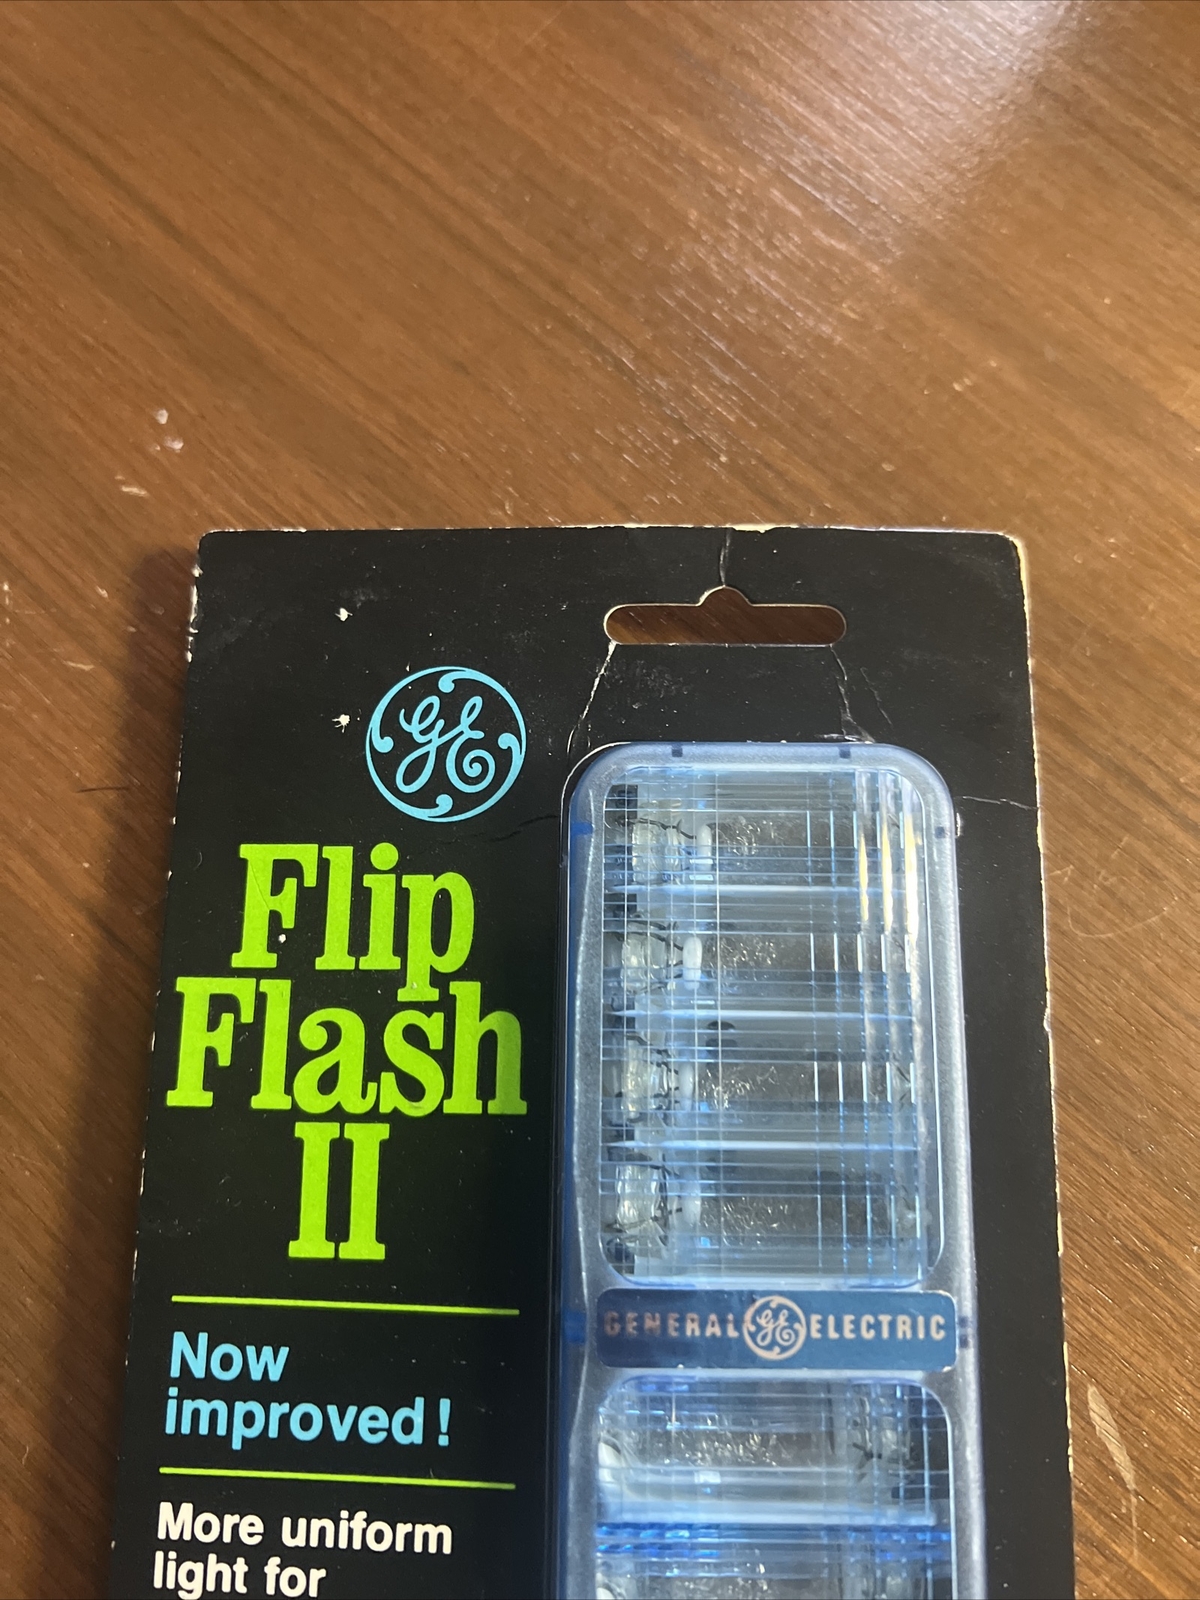 GE
Flip
Flash
II
Now
improved!
More uniform
light for
GENERAL GE ELECTRIC